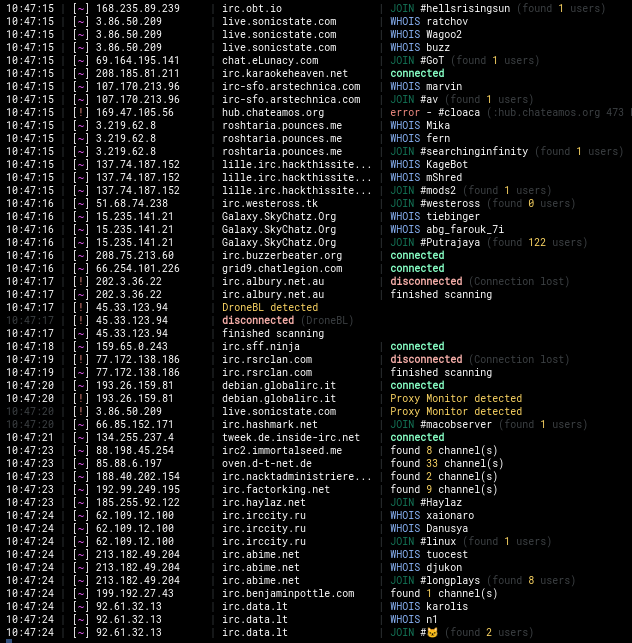 10:47:15 | [~] 168.235.89.239 | irc.obt.io | JOIN #hellsrisingsun (found 1 users)
10:47:15 | [~] 3.86.50.209 | live.sonicstate.com | WHOIS ratchov
10:47:15 | [~] 3.86.50.209 | live.sonicstate.com | WHOIS Wagoo2
10:47:15 | [~] 3.86.50.209 | live.sonicstate.com | WHOIS buzz
10:47:15 | [~] 69.164.195.141 | chat.eLunacy.com | JOIN #GoT (found 1 users)
10:47:15 | [~] 208.185.81.211 | irc.karaokeheaven.net | connected
10:47:15 | [~] 107.170.213.96 | irc-sfo.arstechnica.com | WHOIS marvin
10:47:15 | [~] 107.170.213.96 | irc-sfo.arstechnica.com | JOIN #av (found 1 users)
10:47:15 | [!] 169.47.105.56 | hub.chateamos.org | error - #cloaca (:hub.chateamos.org 473
10:47:15 | [~] 3.219.62.8 | roshtaria.pounces.me | WHOIS Mika
10:47:15 | [~] 3.219.62.8 | roshtaria.pounces.me | WHOIS fern
10:47:15 | [~] 3.219.62.8 | roshtaria.pounces.me | JOIN #searchinginfinity (found 1 users)
10:47:15 | [~] 137.74.187.152 | lille.irc.hackthissite... | WHOIS KageBot
10:47:15 | [~] 137.74.187.152 | lille.irc.hackthissite... | WHOIS mShred
10:47:15 | [~] 137.74.187.152 | lille.irc.hackthissite... | JOIN #mods2 (found 1 users)
10:47:16 | [~] 51.68.74.238 | irc.westeross.tk | JOIN #westeross (found 0 users)
10:47:16 | [~] 15.235.141.21 | Galaxy.SkyChatz.Org | WHOIS tiebinger
10:47:16 | [~] 15.235.141.21 | Galaxy.SkyChatz.Org | WHOIS abg_farouk_7i
10:47:16 | [~] 15.235.141.21 | Galaxy.SkyChatz.Org | JOIN #Putrajaya (found 122 users)
10:47:16 | [~] 208.75.213.60 | irc.buzzerbeater.org | connected
10:47:16 | [~] 66.254.101.226 | grid9.chatlegion.com | connected
10:47:17 | [!] 202.3.36.22 | irc.albury.net.au | disconnected (Connection lost)
10:47:17 | [~] 202.3.36.22 | irc.albury.net.au | finished scanning
10:47:17 | [!] 45.33.123.94 | DroneBL detected
10:47:17 | [!] 45.33.123.94 | disconnected (DroneBL)
10:47:17 | [~] 45.33.123.94 | finished scanning
10:47:18 | [~] 159.65.0.243 | irc.sff.ninja | connected
10:47:19 | [!] 77.172.138.186 | irc.rsrclan.com | disconnected (Connection lost)
10:47:19 | [~] 77.172.138.186 | irc.rsrclan.com | finished scanning
10:47:20 | [~] 193.26.159.81 | debian.globalirc.it | connected
10:47:20 | [!] 193.26.159.81 | debian.globalirc.it | Proxy Monitor detected
10:47:20 | [!] 3.86.50.209 | live.sonicstate.com | Proxy Monitor detected
10:47:20 | [~] 66.85.152.171 | irc.hashmark.net | JOIN #macobserver (found 1 users)
10:47:21 | [~] 134.255.237.4 | tweek.de.inside-irc.net | connected
10:47:23 | [~] 88.198.45.254 | irc2.immortalseed.me | found 8 channel(s)
10:47:23 | [~] 85.88.6.197 | oven.d-t-net.de | found 33 channel(s)
10:47:23 | [~] 188.40.202.154 | irc.nacktadministriere... | found 2 channel(s)
10:47:23 | [~] 192.99.249.195 | irc.factorking.net | found 9 channel(s)
10:47:23 | [~] 185.255.92.122 | irc.haylaz.net | JOIN #Haylaz
10:47:24 | [~] 62.109.12.100 | irc.irccity.ru | WHOIS xaionaro
10:47:24 | [~] 62.109.12.100 | irc.irccity.ru | WHOIS Danusya
10:47:24 | [~] 62.109.12.100 | irc.irccity.ru | JOIN #linux (found 1 users)
10:47:24 | [~] 213.182.49.204 | irc.abime.net | WHOIS tuocest
10:47:24 | [~] 213.182.49.204 | irc.abime.net | WHOIS djukon
10:47:24 | [~] 213.182.49.204 | irc.abime.net | JOIN #longplays (found 8 users)
10:47:24 | [~] 199.192.27.43 | irc.benjaminpottle.com | found 1 channel(s)
10:47:24 | [~] 92.61.32.13 | irc.data.lt | WHOIS karolis
10:47:24 | [~] 92.61.32.13 | irc.data.lt | WHOIS n1
10:47:24 | [~] 92.61.32.13 | irc.data.lt | JOIN #🐱 (found 2 users)